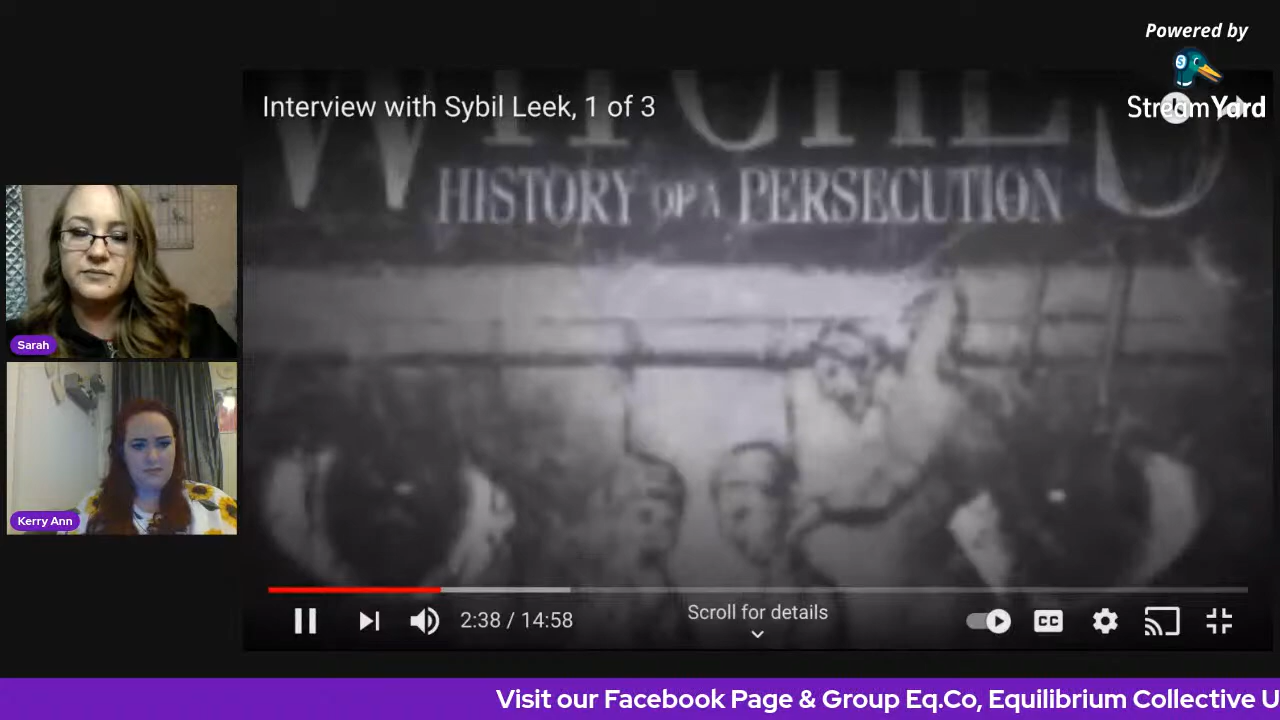 Powered by
StreamYard
Interview with Sybil Leek, 1 of 3
WITCHES
HISTORY OF A PERSECUTION
Sarah
Kerry Ann
2:38 / 14:58
Scroll for details
CC
Visit our Facebook Page & Group Eq.Co, Equilibrium Collective U